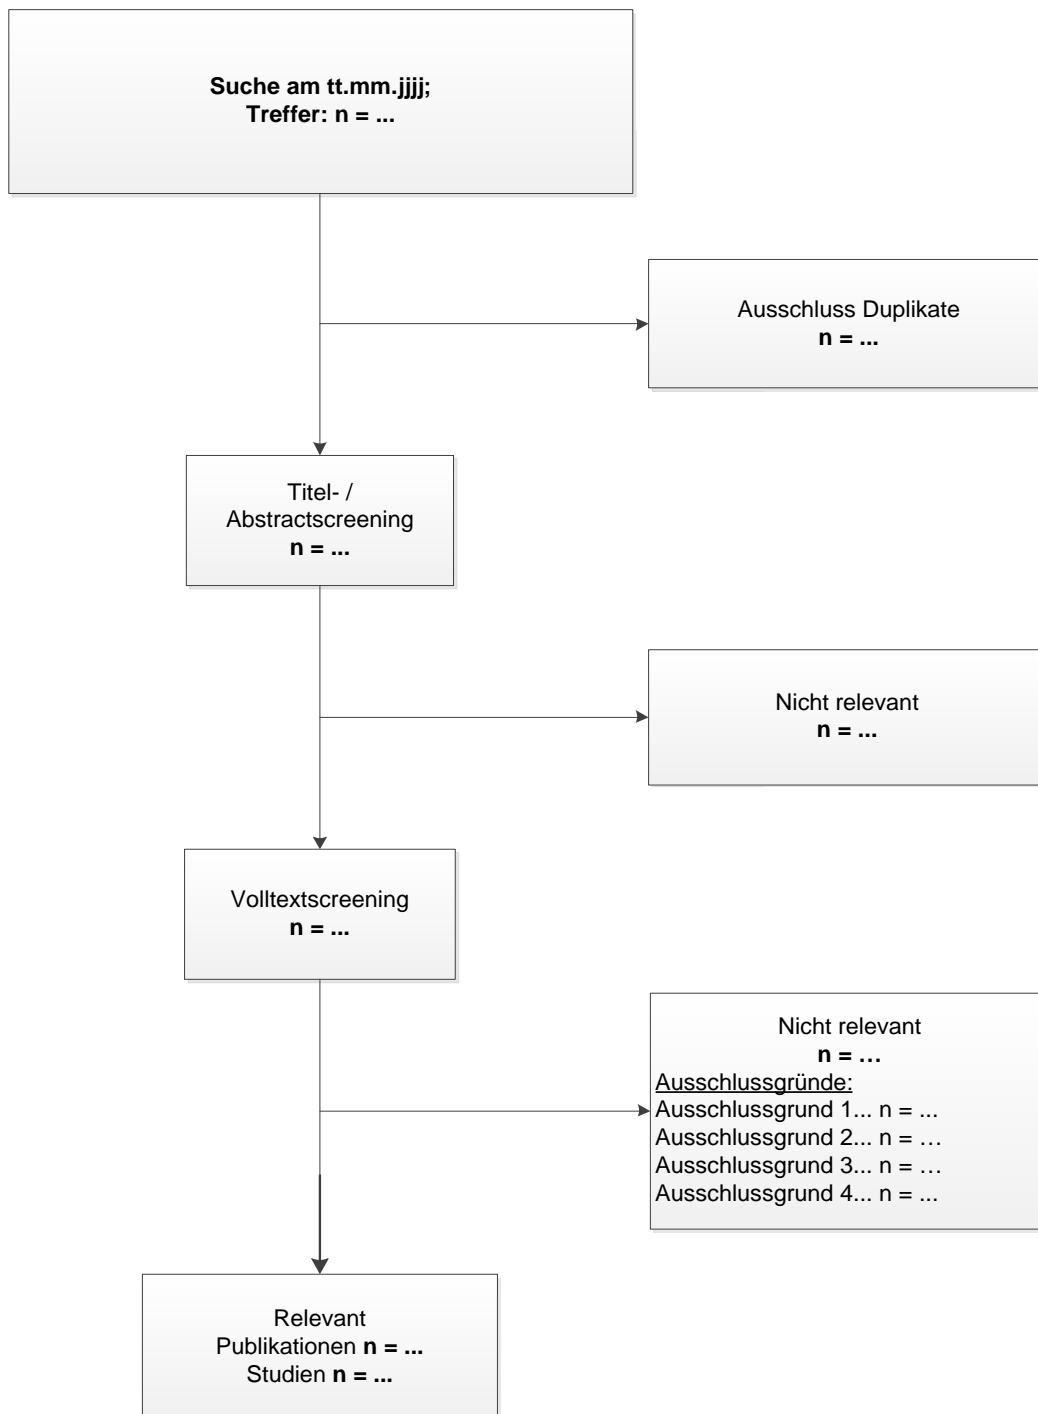 Suche am tt.mm.jjjj;
Treffer: n = ...
Ausschluss Duplikate
n = ...
Titel- /
Abstractscreening
n = ...
Nicht relevant
n = ...
Volltextscreening
n = ...
Nicht relevant
n = …
Ausschlussgründe:
Ausschlussgrund 1... n = ...
Ausschlussgrund 2... n = …
Ausschlussgrund 3... n = …
Ausschlussgrund 4... n = ...
Relevant
Publikationen n = ...
Studien n = ...